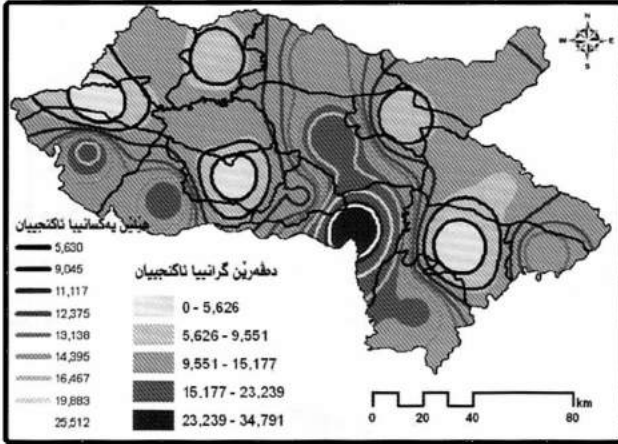 N
W E
S
هێلێن یەکسانییا ئاکنجییان
5,630
9,045
11,117
12,375
13,138
14,395
16,467
19,883
25,512
دەڤەرێن گرانییا ئاکنجییان
0 - 5,626
5,626 - 9,551
9,551 - 15,177
15,177 - 23,239
23,239 - 34,791
km
0 20 40 80